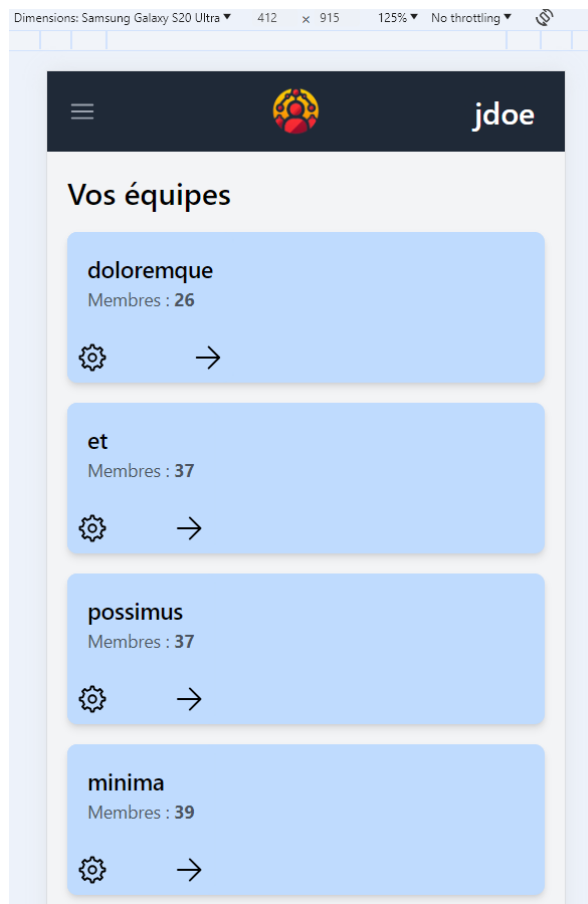 Dimensions: Samsung Galaxy S20 Ultra ▼ 412 × 915 125% ▼ No throttling ▼
jdoe
Vos équipes
doloremque
Membres : 26
et
Membres : 37
possimus
Membres : 37
minima
Membres : 39